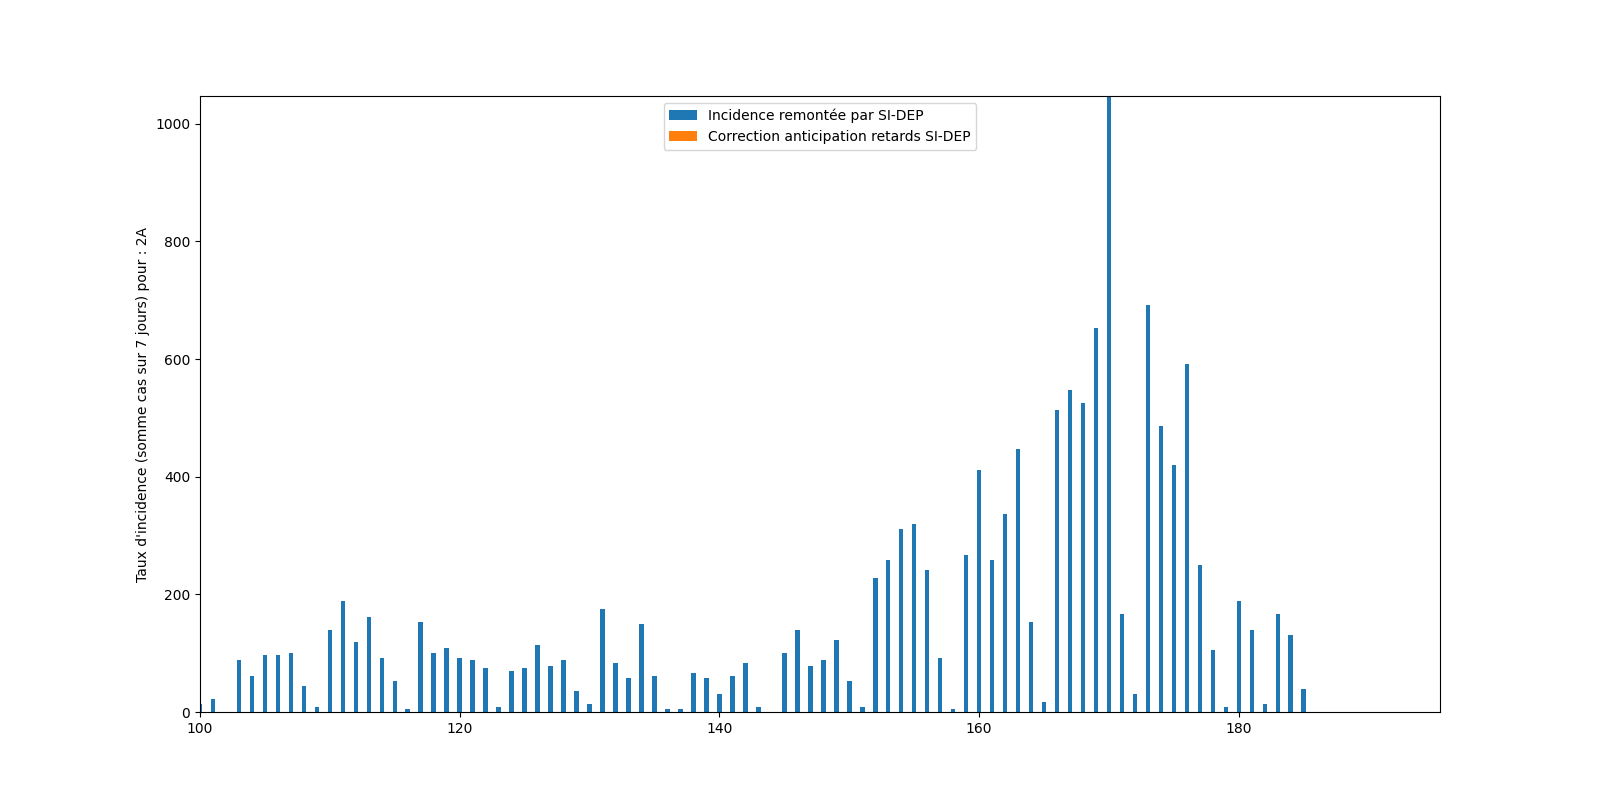 Incidence remontée par SI-DEP
Correction anticipation retards SI-DEP
Taux d'incidence (somme cas sur 7 jours) pour : 2A
1000
800
600
400
200
0
100 120 140 160 180